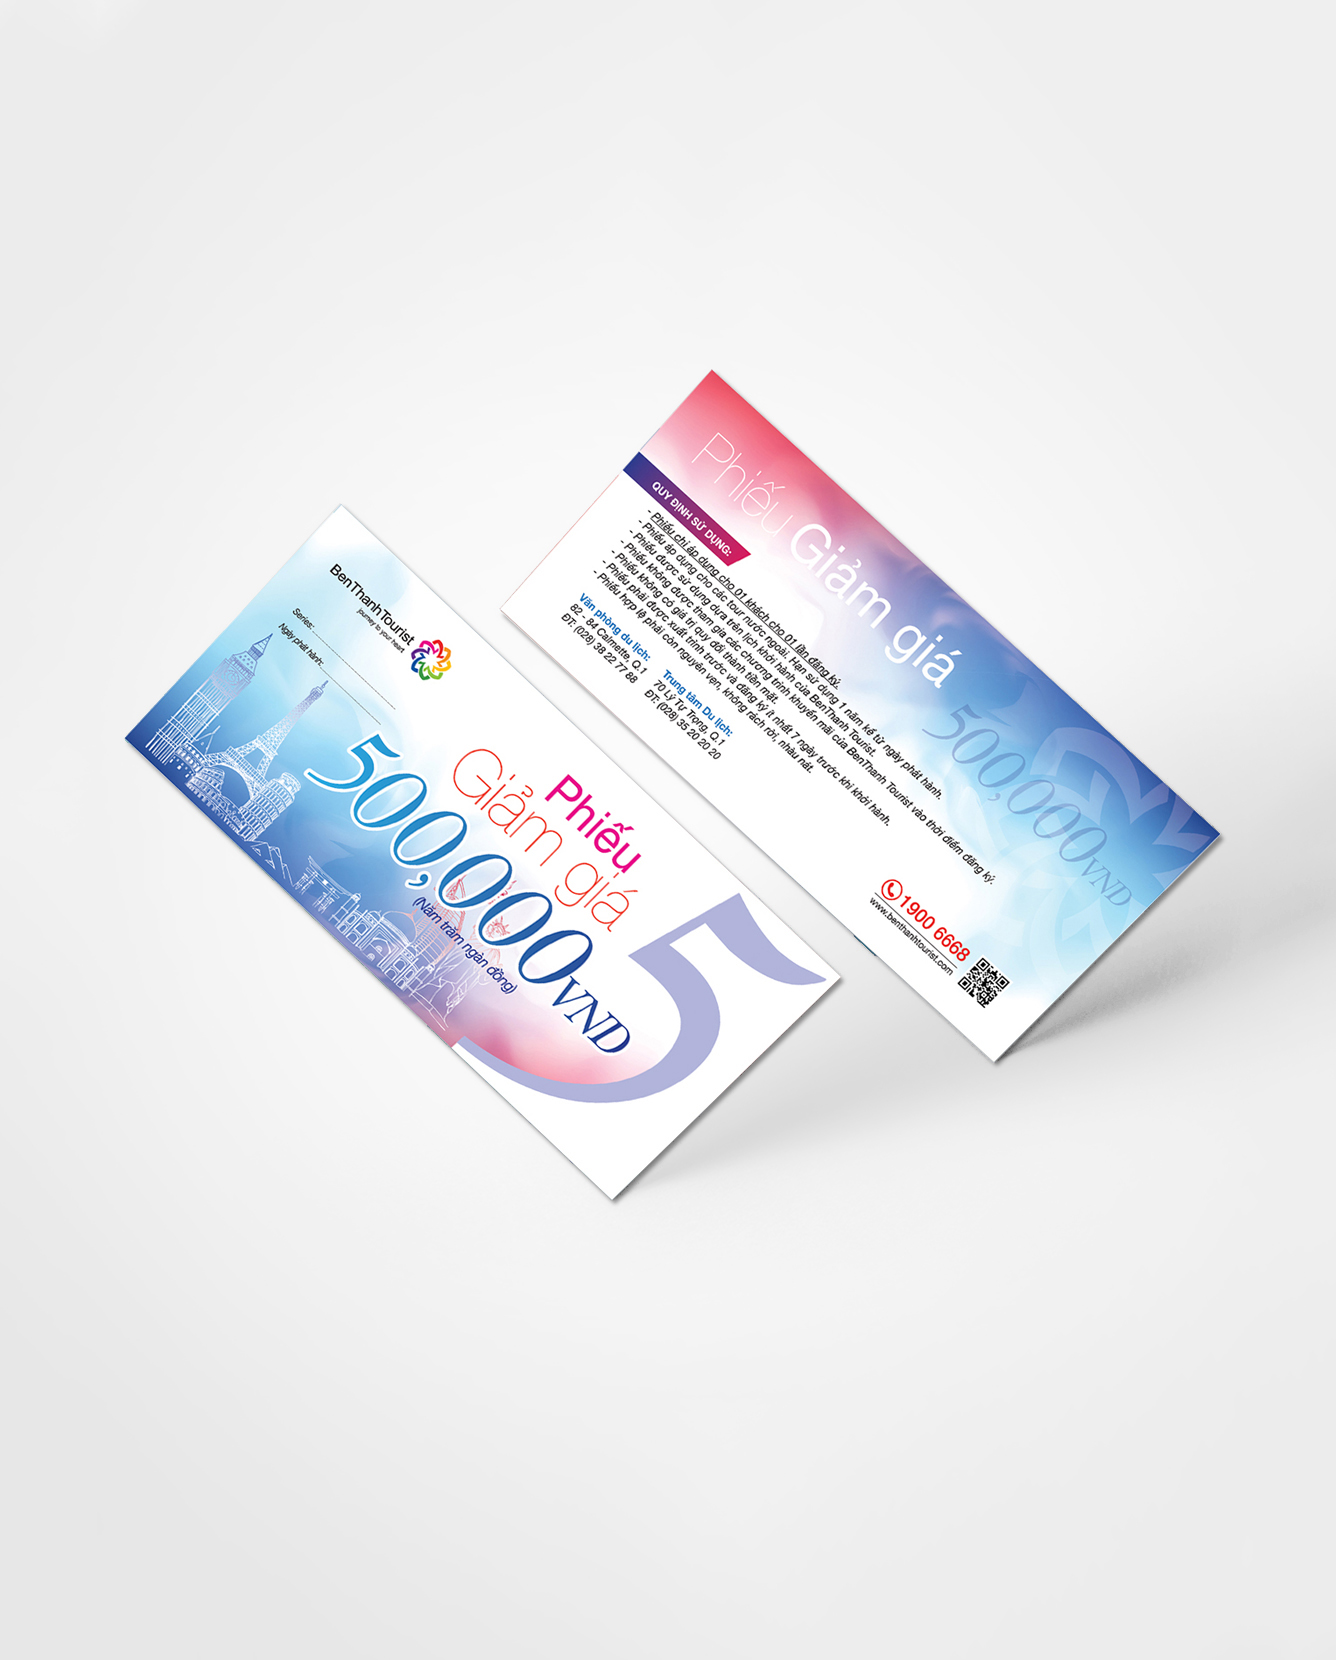 BenThanh Tourist
journey to your heart
Series:
Ngày phát hành:
Phiếu
Giảm giá
500,000VND
(Năm trăm ngàn đồng)
5
Phiếu Giảm giá
500,000VND
QUY ĐỊNH SỬ DỤNG:
- Phiếu chỉ áp dụng cho 01 khách cho 01 lần đăng ký.
- Phiếu áp dụng cho các tour nước ngoài. Hạn sử dụng 1 năm kể từ ngày phát hành.
- Phiếu được sử dụng dựa trên lịch khởi hành của BenThanh Tourist.
- Phiếu không được tham gia các chương trình khuyến mãi của BenThanh Tourist vào thời điểm đăng ký.
- Phiếu không có giá trị quy đổi thành tiền mặt.
- Phiếu phải được xuất trình trước và đăng ký ít nhất 7 ngày trước khi khởi hành.
- Phiếu hợp lệ phải còn nguyên vẹn, không rách rời, nhàu nát.
Văn phòng du lịch:
82 - 84 Calmette, Q.1
ĐT: (028) 38 22 77 88
Trung tâm Du lịch:
70 Lý Tự Trọng, Q.1
ĐT: (028) 35 20 20 20
1900 6668
www.benthanhtourist.com